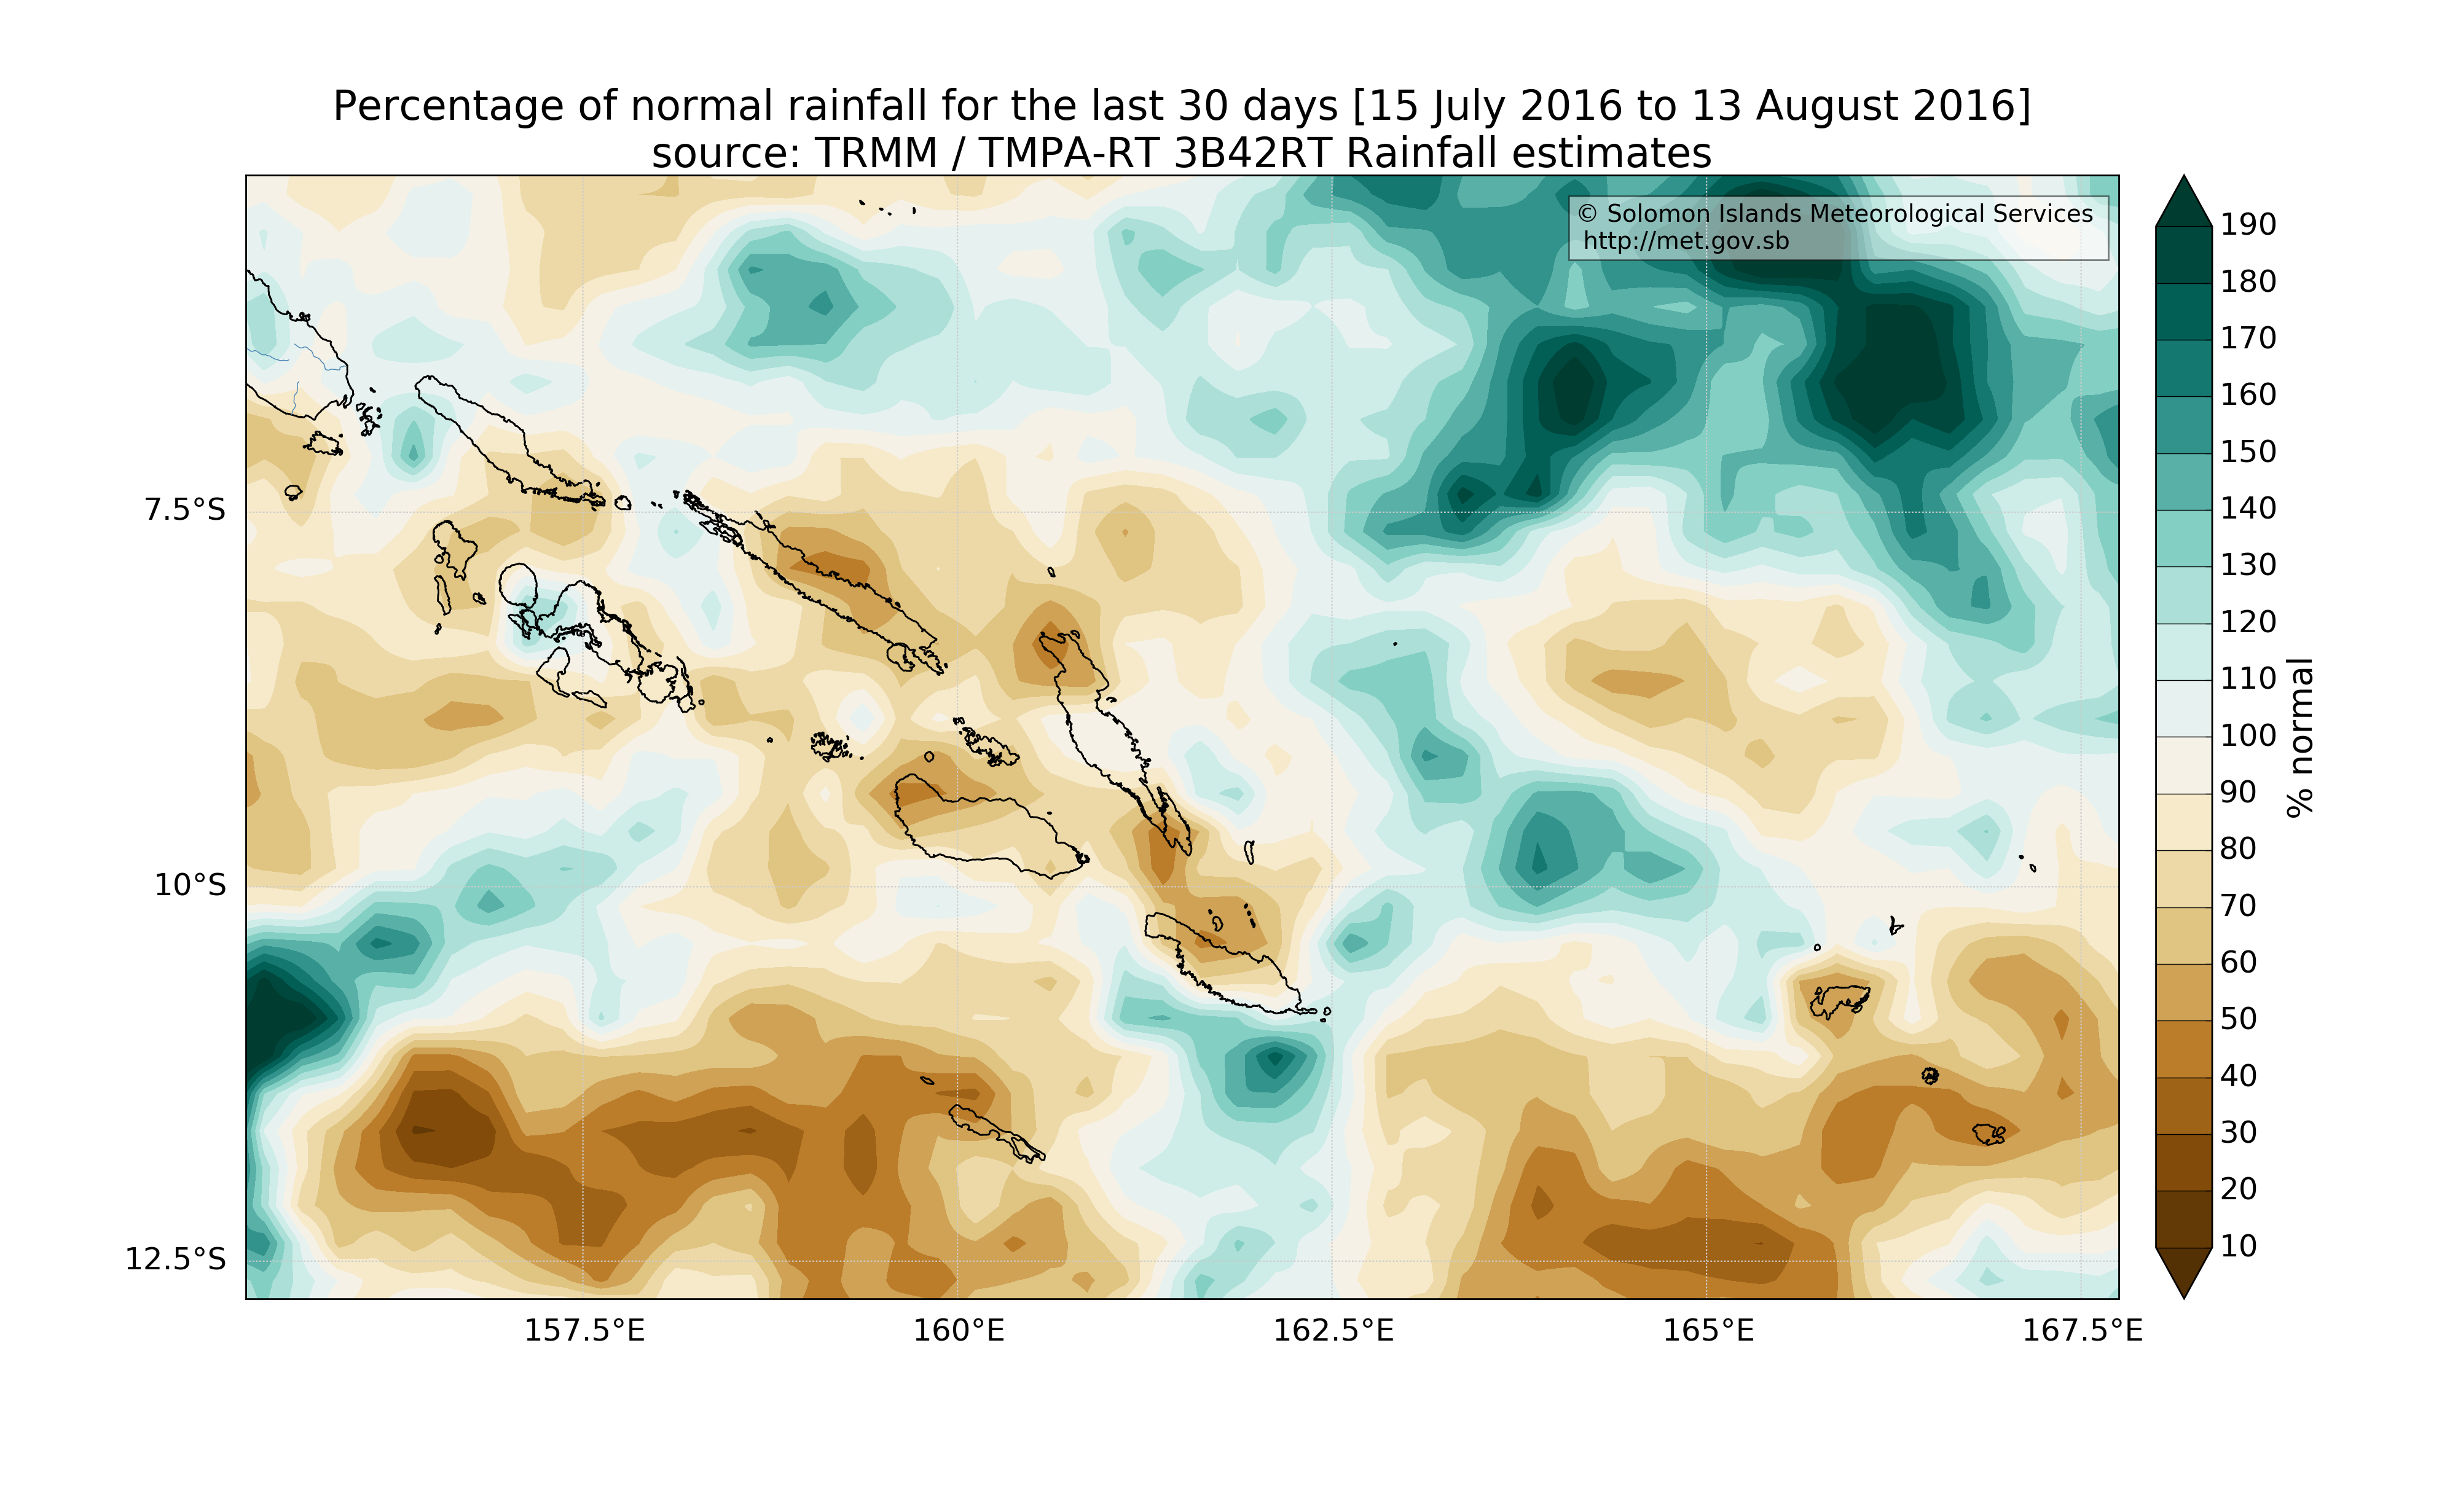 Percentage of normal rainfall for the last 30 days [15 July 2016 to 13 August 2016]
source: TRMM / TMPA-RT 3B42RT Rainfall estimates
© Solomon Islands Meteorological Services
http://met.gov.sb
7.5°S
10°S
12.5°S
157.5°E
160°E
162.5°E
165°E
167.5°E
190
180
170
160
150
140
130
120
110
100
90
80
70
60
50
40
30
20
10
% normal